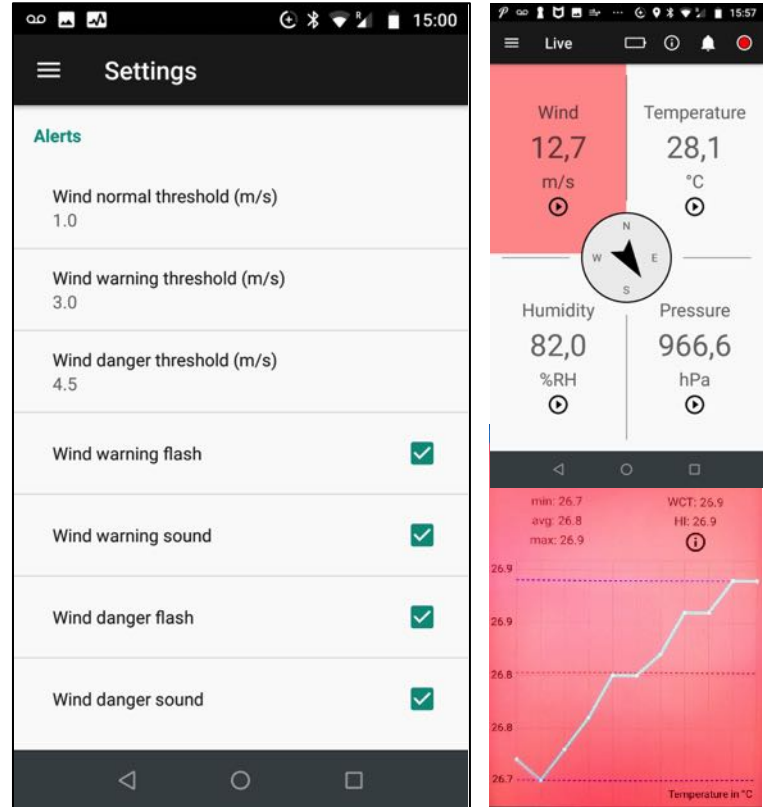 15:00
Settings
Alerts
Wind normal threshold (m/s)
1.0
Wind warning threshold (m/s)
3.0
Wind danger threshold (m/s)
4.5
Wind warning flash
Wind warning sound
Wind danger flash
Wind danger sound
15:57
Live
Wind
12,7
m/s
Temperature
28,1
°C
N
W E
S
Humidity
82,0
%RH
Pressure
966,6
hPa
min: 26.7
avg: 26.8
max: 26.9
WCT: 26.9
HI: 26.9
26.9
26.9
26.8
26.8
26.7
Temperature in °C